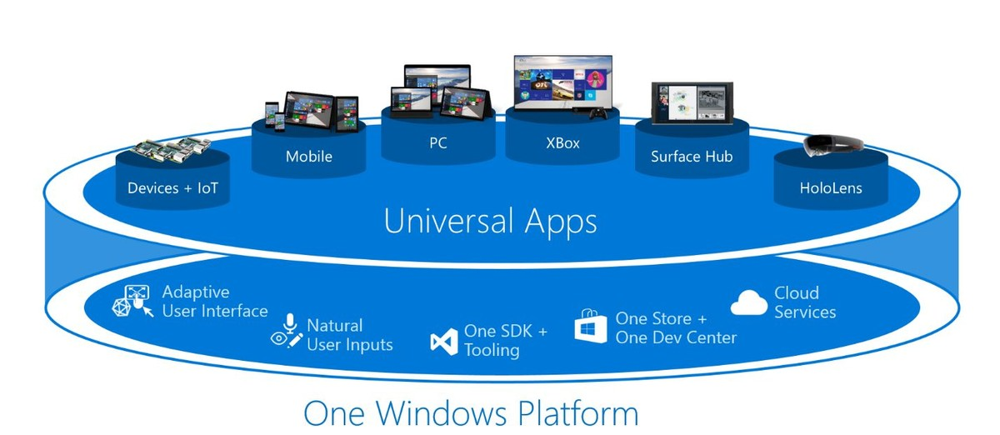 Devices + IoT
Mobile
PC
XBox
Surface Hub
HoloLens
Universal Apps
Adaptive
User Interface
Natural
User Inputs
One SDK +
Tooling
One Store +
One Dev Center
Cloud
Services
One Windows Platform